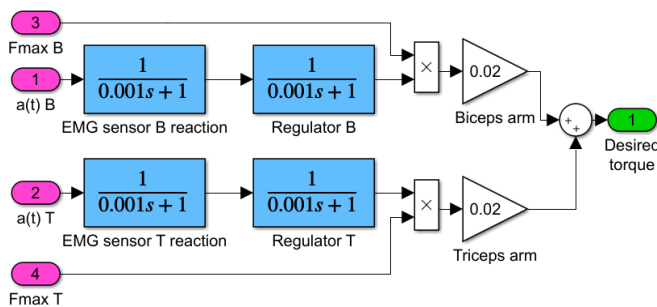 3
Fmax B
1
a(t) B
1
0.001s + 1
EMG sensor B reaction
1
0.001s + 1
Regulator B
×
0.02
Biceps arm
+
+
1
Desired
torque
2
a(t) T
1
0.001s + 1
EMG sensor T reaction
1
0.001s + 1
Regulator T
×
0.02
Triceps arm
4
Fmax T